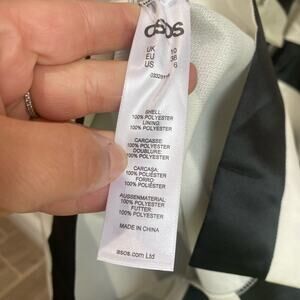 asos
UK 10
EU 38
US 6
SHELL:
100% POLYESTER
LINING:
100% POLYESTER
CARCASSE:
100% POLYESTER
DOUBLURE:
100% POLYESTER
CARCASA:
100% POLIÉSTER
FORRO:
100% POLIÉSTER
AUSSENMATERIAL:
100% POLYESTER
FUTTER:
100% POLYESTER
MADE IN CHINA
asos.com Ltd